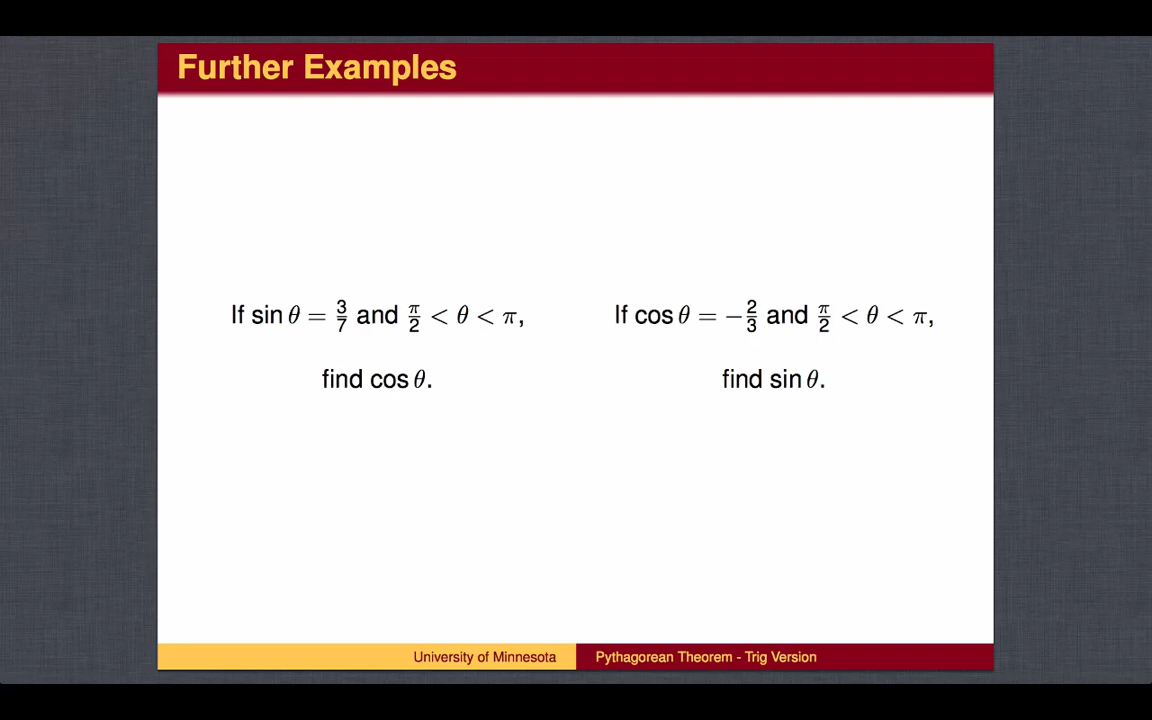 Further Examples
If sin θ = 3/7 and π/2 < θ < π,
find cos θ.
If cos θ = −2/3 and π/2 < θ < π,
find sin θ.
University of Minnesota
Pythagorean Theorem - Trig Version